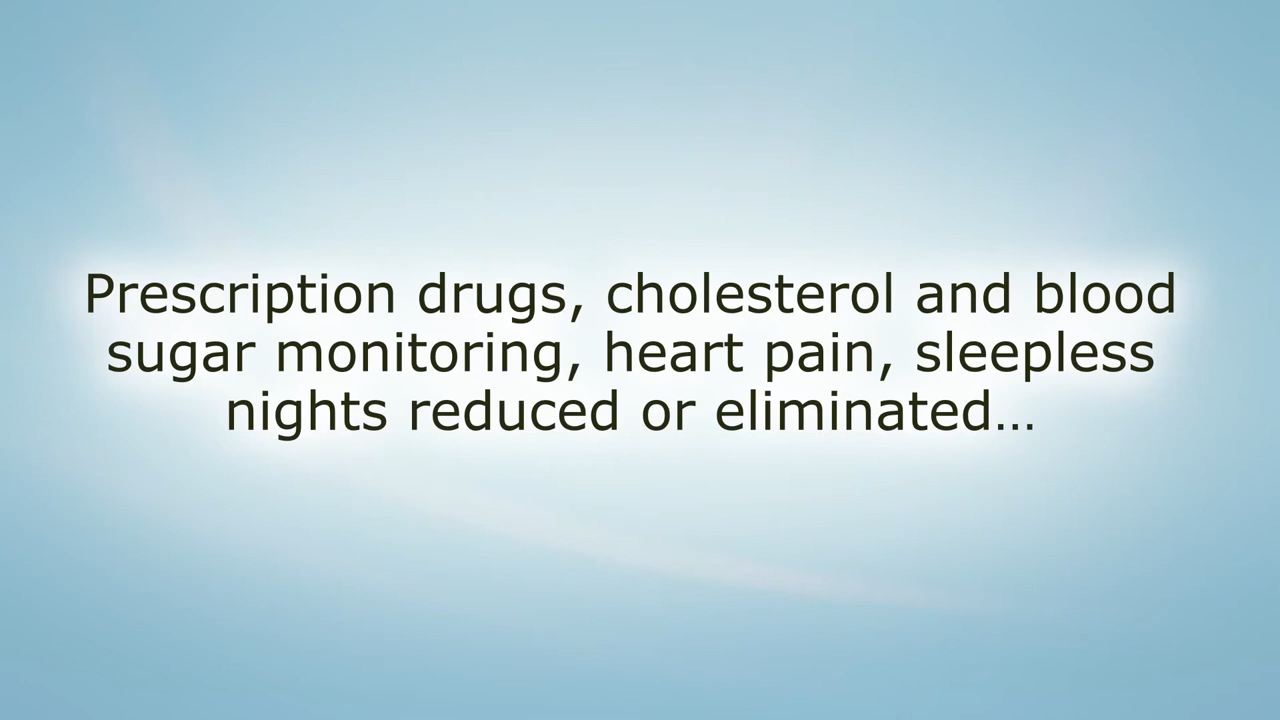 Prescription drugs, cholesterol and blood
sugar monitoring, heart pain, sleepless
nights reduced or eliminated…